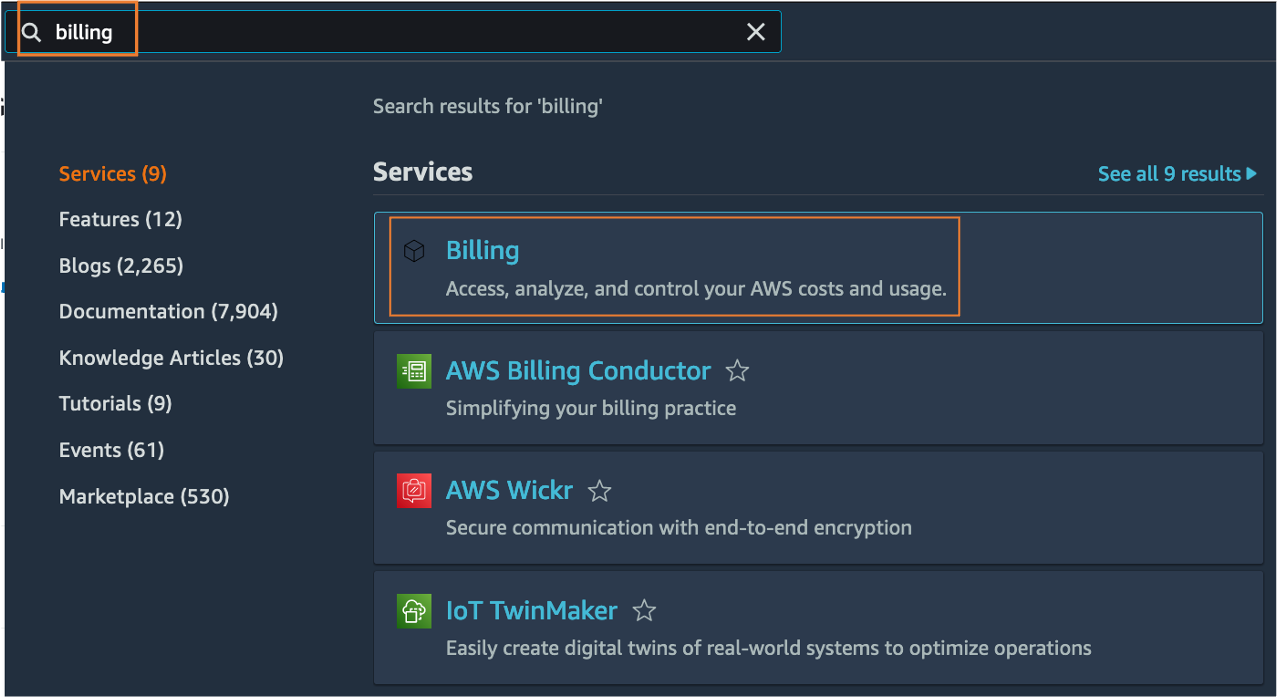 billing
Search results for 'billing'
Services (9)
Features (12)
Blogs (2,265)
Documentation (7,904)
Knowledge Articles (30)
Tutorials (9)
Events (61)
Marketplace (530)
Services
See all 9 results
Billing
Access, analyze, and control your AWS costs and usage.
AWS Billing Conductor
Simplifying your billing practice
AWS Wickr
Secure communication with end-to-end encryption
IoT TwinMaker
Easily create digital twins of real-world systems to optimize operations